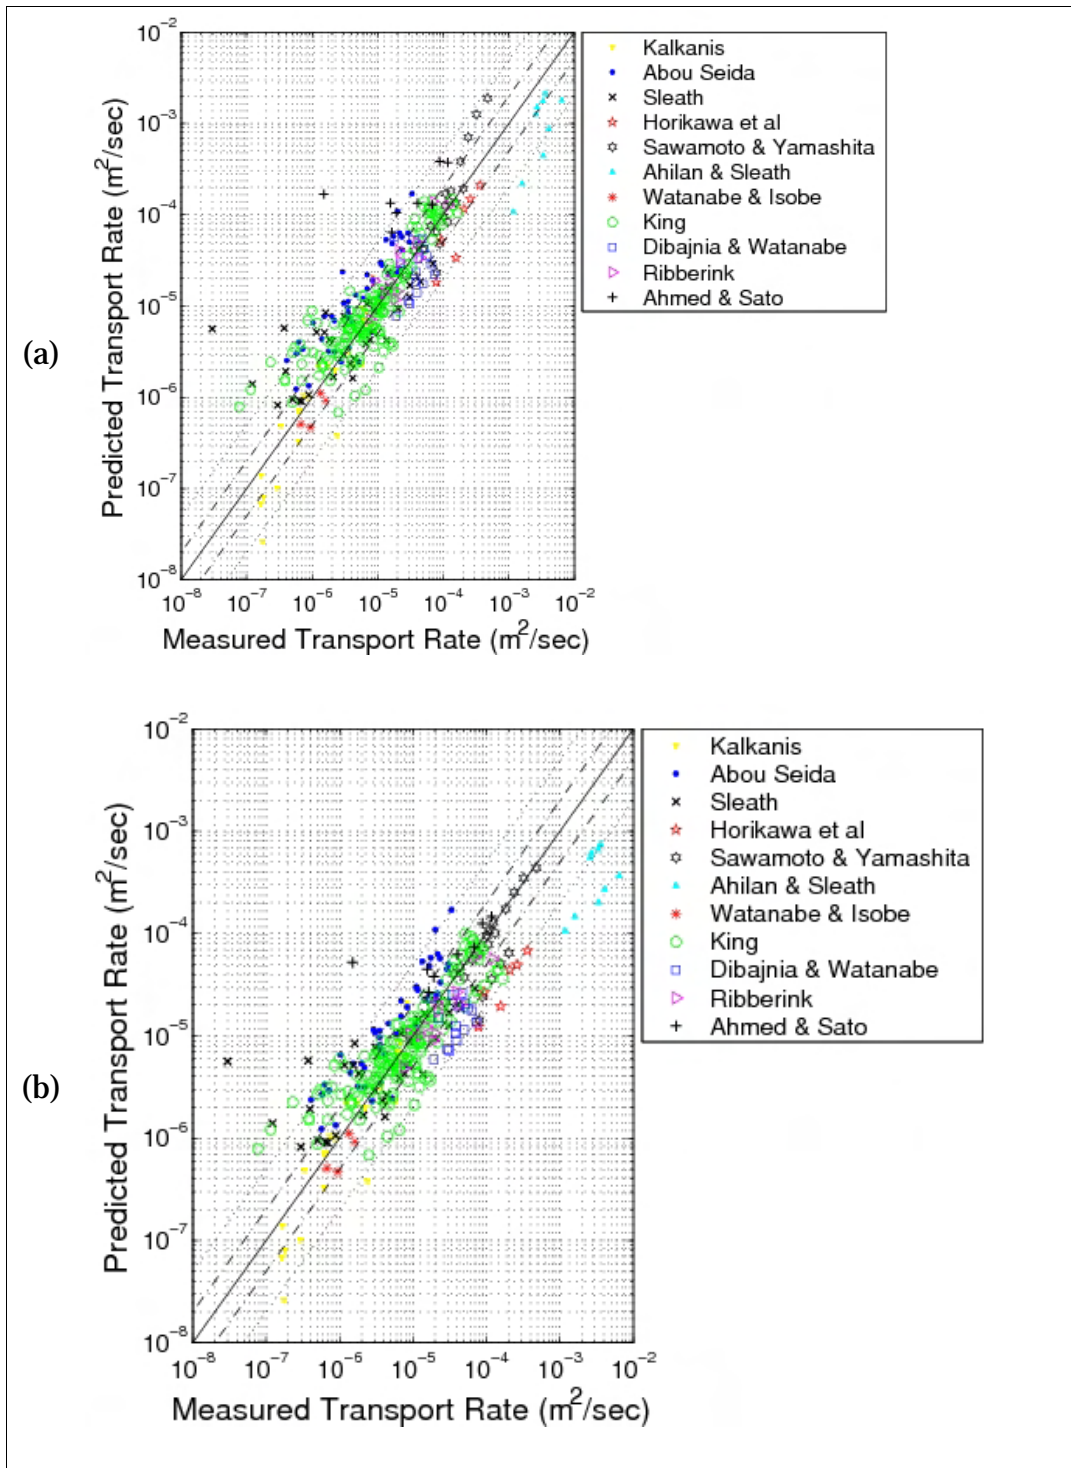 (a)
Predicted Transport Rate (m²/sec)
10⁻²
10⁻³
10⁻⁴
10⁻⁵
10⁻⁶
10⁻⁷
10⁻⁸
10⁻⁸ 10⁻⁷ 10⁻⁶ 10⁻⁵ 10⁻⁴ 10⁻³ 10⁻²
Measured Transport Rate (m²/sec)
Kalkanis
Abou Seida
Sleath
Horikawa et al
Sawamoto & Yamashita
Ahilan & Sleath
Watanabe & Isobe
King
Dibajnia & Watanabe
Ribberink
Ahmed & Sato
(b)
Predicted Transport Rate (m²/sec)
10⁻²
10⁻³
10⁻⁴
10⁻⁵
10⁻⁶
10⁻⁷
10⁻⁸
10⁻⁸ 10⁻⁷ 10⁻⁶ 10⁻⁵ 10⁻⁴ 10⁻³ 10⁻²
Measured Transport Rate (m²/sec)
Kalkanis
Abou Seida
Sleath
Horikawa et al
Sawamoto & Yamashita
Ahilan & Sleath
Watanabe & Isobe
King
Dibajnia & Watanabe
Ribberink
Ahmed & Sato